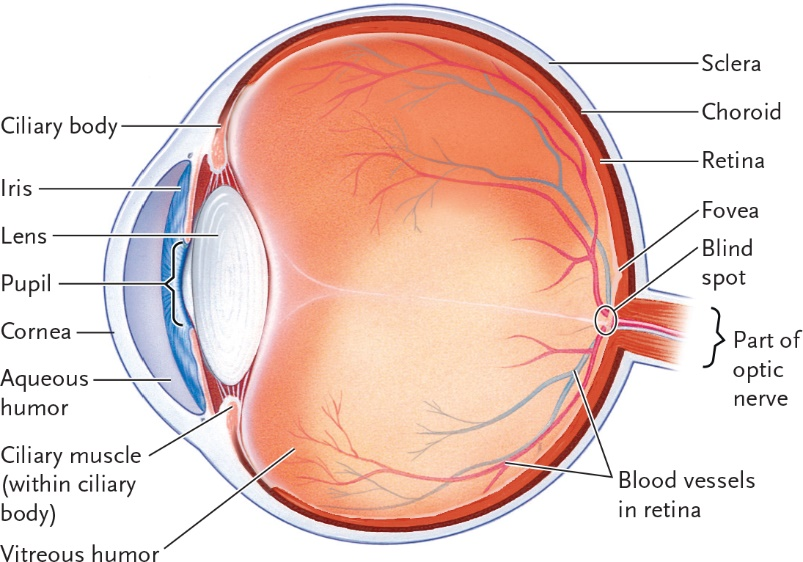 Ciliary body
Iris
Lens
Pupil
Cornea
Aqueous
humor
Ciliary muscle
(within ciliary
body)
Vitreous humor
Sclera
Choroid
Retina
Fovea
Blind
spot
Part of
optic
nerve
Blood vessels
in retina